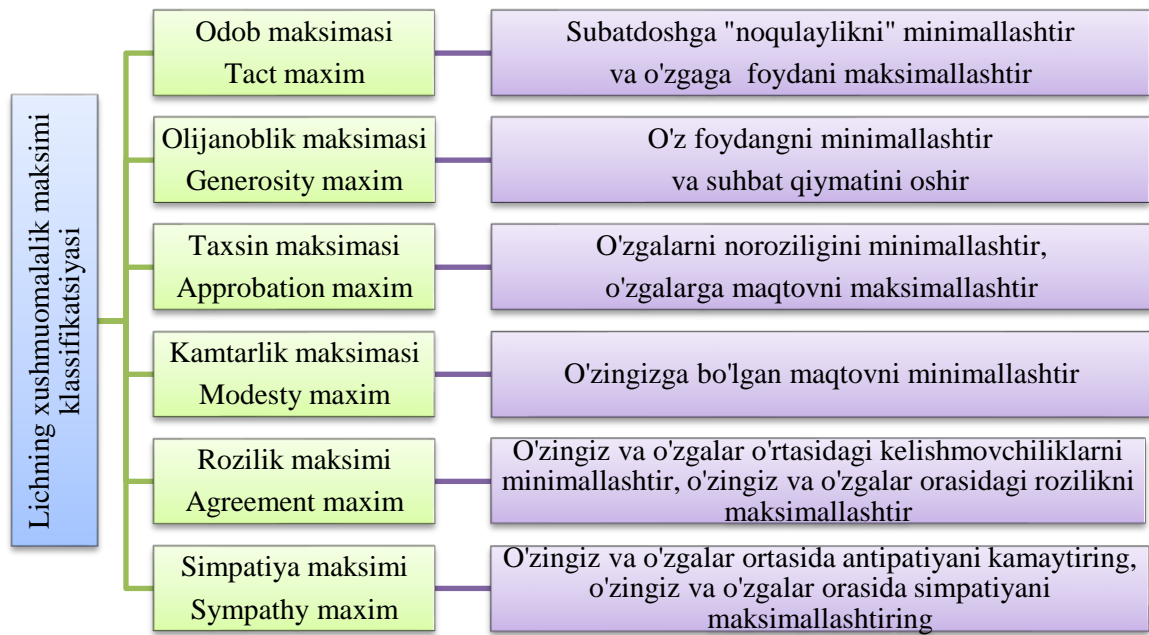 Lichning xushmuomalalik maksimi
klassifikatsiyasi
Odob maksimasi
Tact maxim
Subatdoshga "noqulaylikni" minimallashtir
va o'zgaga foydani maksimallashtir
Olijanoblik maksimasi
Generosity maxim
O'z foydangni minimallashtir
va suhbat qiymatini oshir
Taxsin maksimasi
Approbation maxim
O'zgalarni noroziligini minimallashtir,
o'zgalarga maqtovni maksimallashtir
Kamtarlik maksimasi
Modesty maxim
O'zingizga bo'lgan maqtovni minimallashtir
Rozilik maksimi
Agreement maxim
O'zingiz va o'zgalar o'rtasidagi kelishmovchiliklarni
minimallashtir, o'zingiz va o'zgalar orasidagi rozilikni
maksimallashtir
Simpatiya maksimi
Sympathy maxim
O'zingiz va o'zgalar ortasida antipatiyani kamaytiring,
o'zingiz va o'zgalar orasida simpatiyani
maksimallashtiring